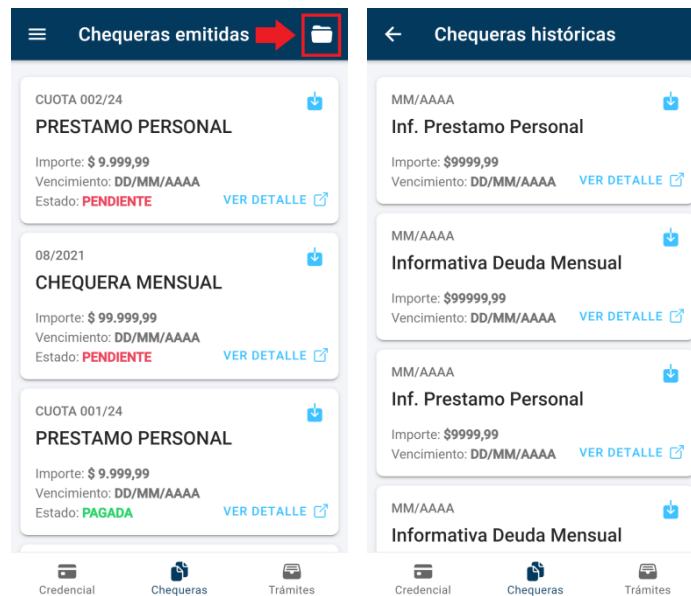 Chequeras emitidas
CUOTA 002/24
PRESTAMO PERSONAL
Importe: $ 9.999,99
Vencimiento: DD/MM/AAAA
Estado: PENDIENTE
VER DETALLE
08/2021
CHEQUERA MENSUAL
Importe: $ 99.999,99
Vencimiento: DD/MM/AAAA
Estado: PENDIENTE
VER DETALLE
CUOTA 001/24
PRESTAMO PERSONAL
Importe: $ 9.999,99
Vencimiento: DD/MM/AAAA
Estado: PAGADA
VER DETALLE
Credencial
Chequeras
Trámites
Chequeras históricas
MM/AAAA
Inf. Prestamo Personal
Importe: $9999,99
Vencimiento: DD/MM/AAAA
VER DETALLE
MM/AAAA
Informativa Deuda Mensual
Importe: $99999,99
Vencimiento: DD/MM/AAAA
VER DETALLE
MM/AAAA
Inf. Prestamo Personal
Importe: $9999,99
Vencimiento: DD/MM/AAAA
VER DETALLE
MM/AAAA
Informativa Deuda Mensual
Credencial
Chequeras
Trámites